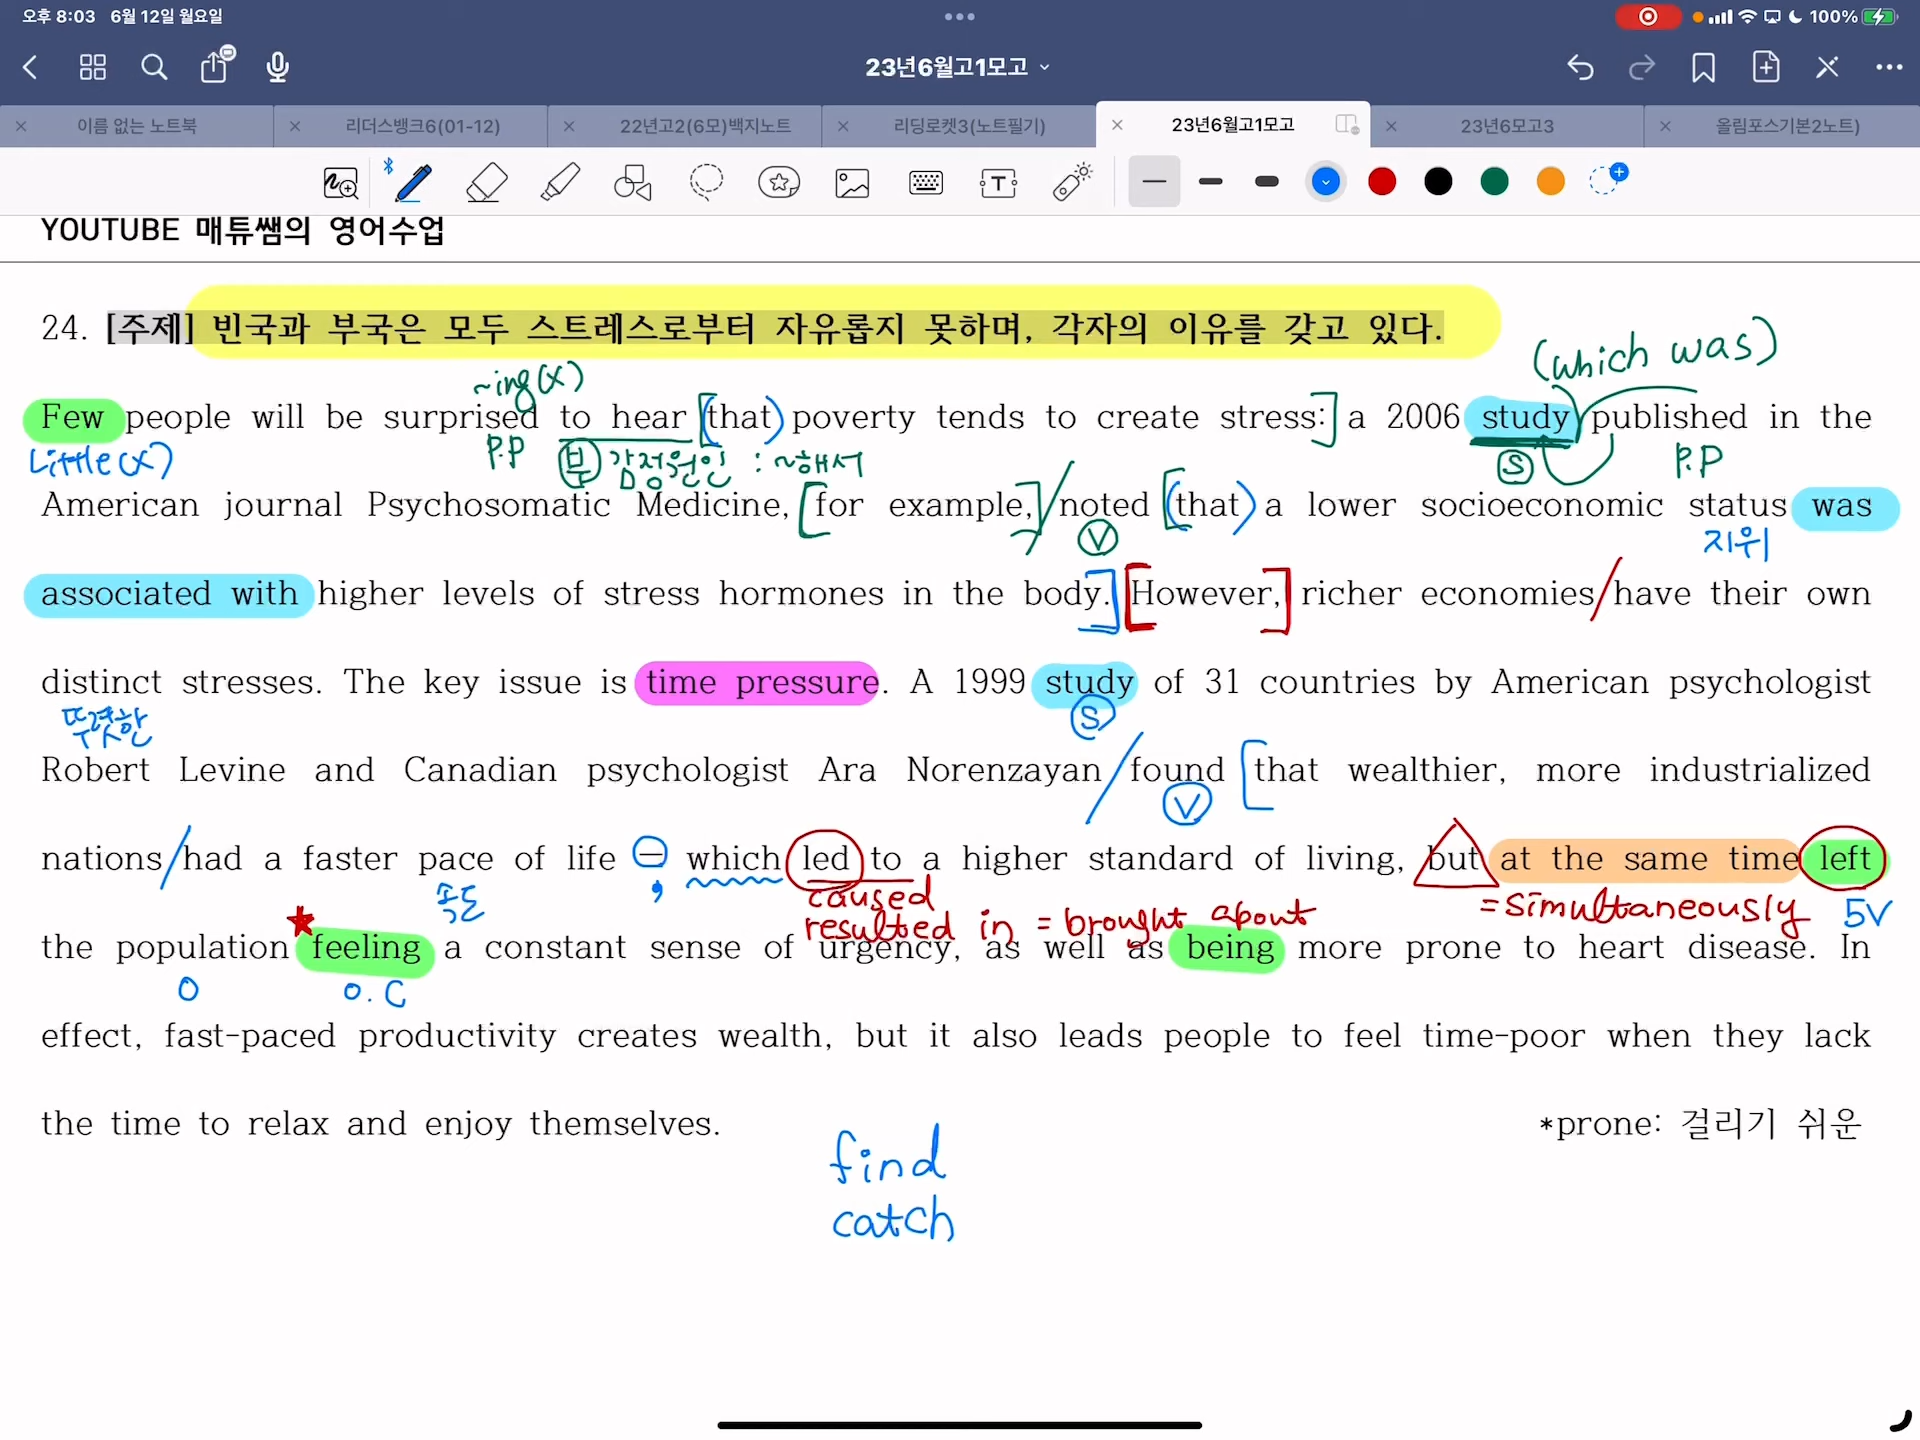 오후 8:03 6월 12일 월요일
100%
23년6월고1모고
이름 없는 노트북
리더스뱅크6(01-12)
22년고2(6모)백지노트
리딩로켓3(노트필기)
23년6월고1모고
23년6모고3
올림포스기본2노트)
YOUTUBE 매튜쌤의 영어수업
24. [주제] 빈국과 부국은 모두 스트레스로부터 자유롭지 못하며, 각자의 이유를 갖고 있다.
~ing(x)
(which was)
Few people will be surprised to hear [(that) poverty tends to create stress:] a 2006 study published in the
Little(x)
P.P
부 감정원인 : ~해서
S
P.P
American journal Psychosomatic Medicine, [for example,] / noted [(that) a lower socioeconomic status was
V
지위
associated with higher levels of stress hormones in the body.] [However,] richer economies / have their own
distinct stresses. The key issue is time pressure. A 1999 study of 31 countries by American psychologist
뚜렷한
S
Robert Levine and Canadian psychologist Ara Norenzayan / found [that wealthier, more industrialized
V
nations / had a faster pace of life – which led to a higher standard of living, but at the same time left
속도
,
caused
resulted in = brought about
= simultaneously
5V
the population feeling a constant sense of urgency, as well as being more prone to heart disease. In
O
O.C
effect, fast-paced productivity creates wealth, but it also leads people to feel time-poor when they lack
the time to relax and enjoy themselves.
*prone: 걸리기 쉬운
find
catch